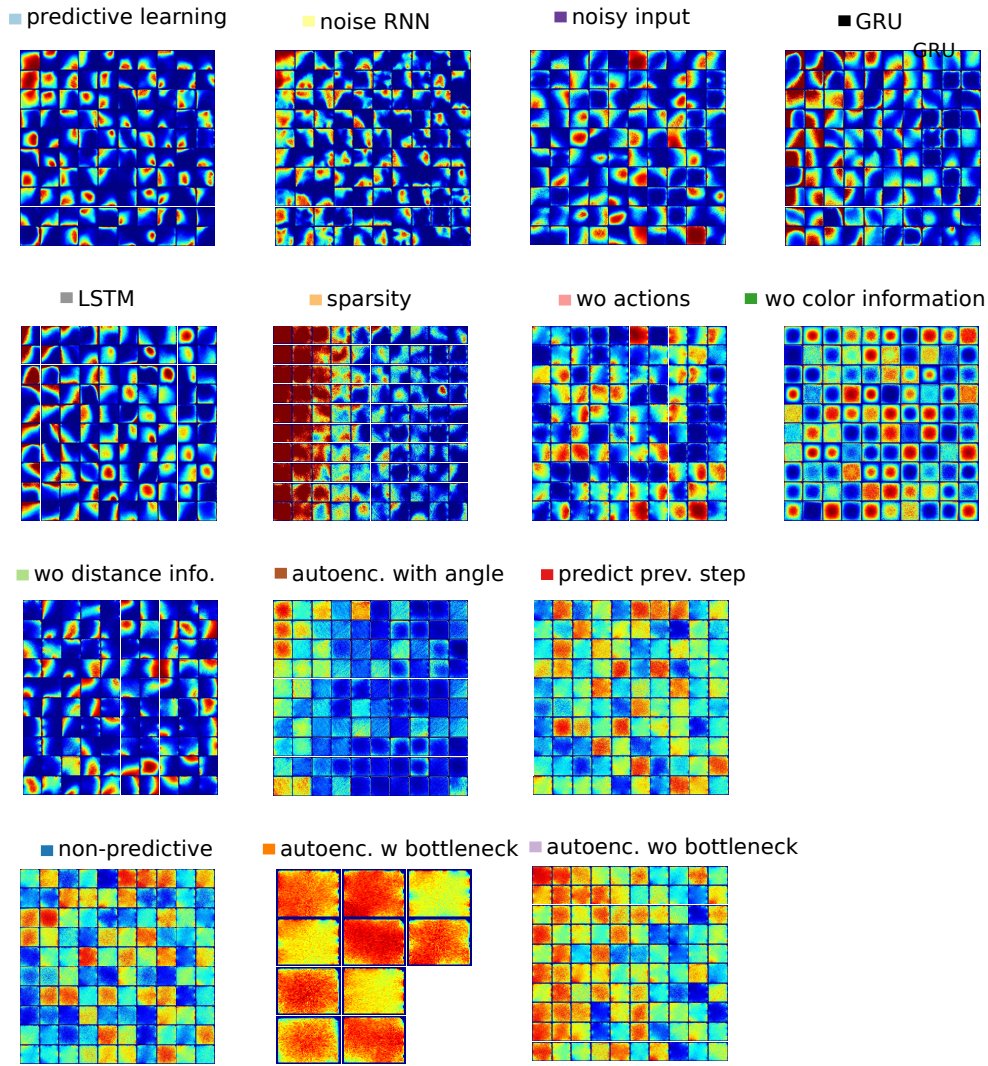 predictive learning
noise RNN
noisy input
GRU
GRU
LSTM
sparsity
wo actions
wo color information
wo distance info.
autoenc. with angle
predict prev. step
non-predictive
autoenc. w bottleneck
autoenc. wo bottleneck